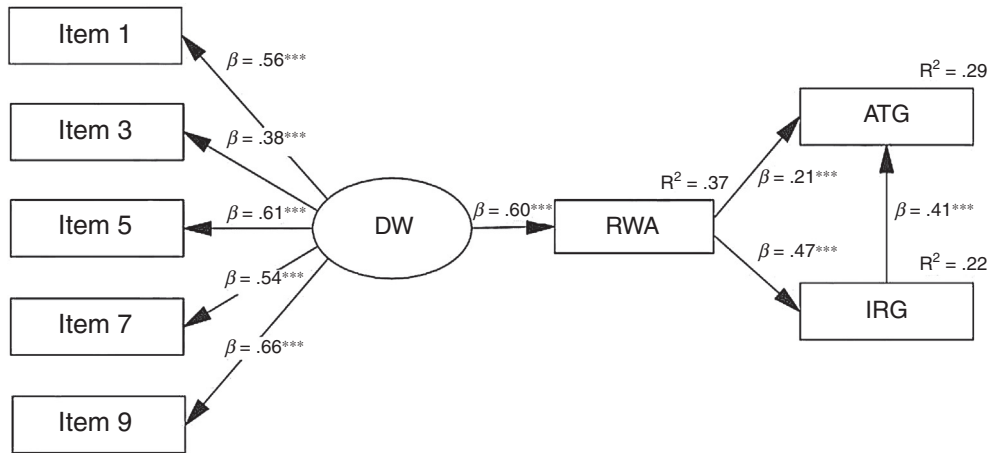 Item 1
β = .56***
Item 3
β = .38***
Item 5
β = .61***
Item 7
β = .54***
Item 9
β = .66***
DW
β = .60***
RWA
R² = .37
β = .21***
β = .47***
R² = .29
ATG
β = .41***
R² = .22
IRG